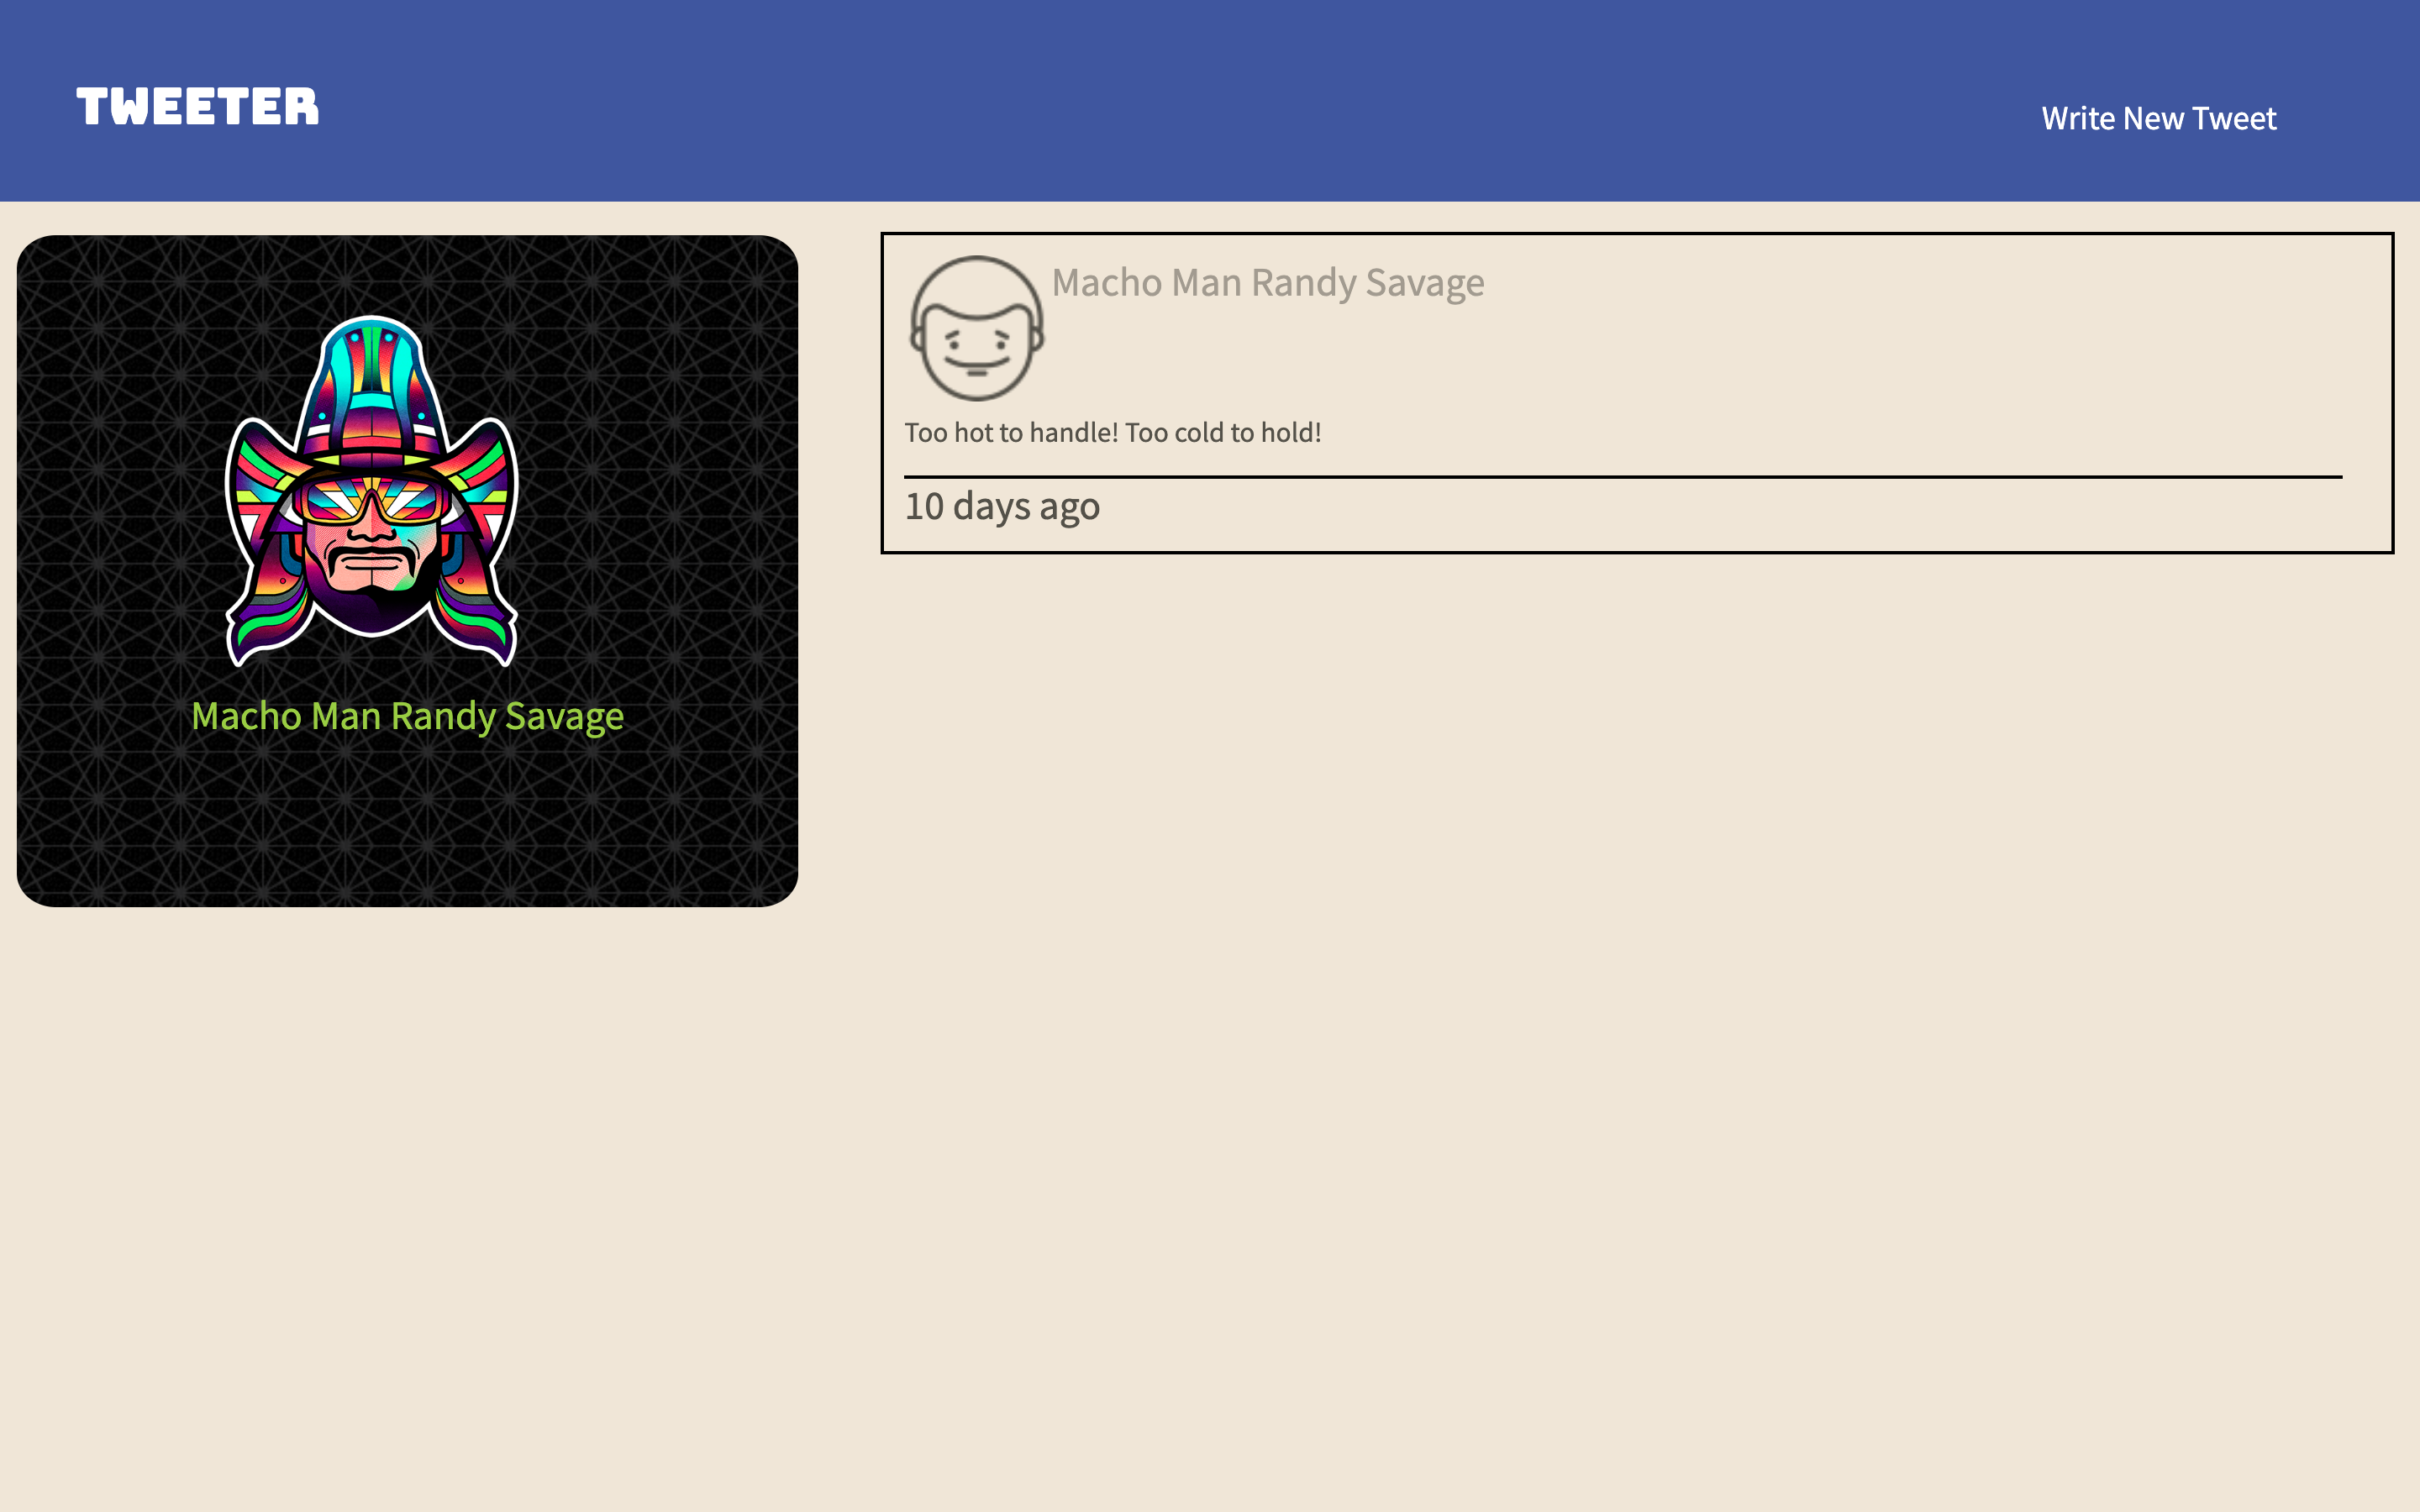 TWEETER
Write New Tweet
Macho Man Randy Savage
Macho Man Randy Savage
Too hot to handle! Too cold to hold!
10 days ago